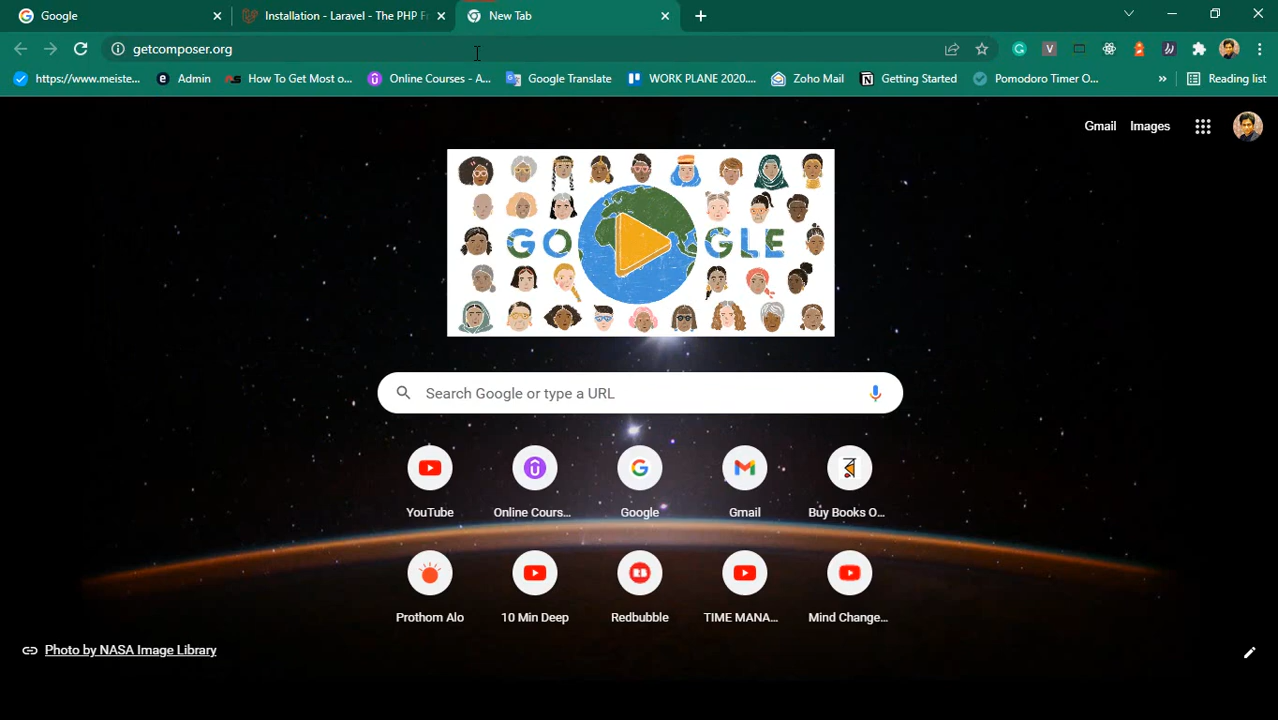 Google
Installation - Laravel - The PHP Fr
New Tab
getcomposer.org
https://www.meiste...
Admin
How To Get Most o...
Online Courses - A...
Google Translate
WORK PLANE 2020....
Zoho Mail
Getting Started
Pomodoro Timer O...
»
Reading list
Gmail
Images
GO GLE
Search Google or type a URL
YouTube
Online Cours...
Google
Gmail
Buy Books O...
Prothom Alo
10 Min Deep
Redbubble
TIME MANA...
Mind Change...
Photo by NASA Image Library